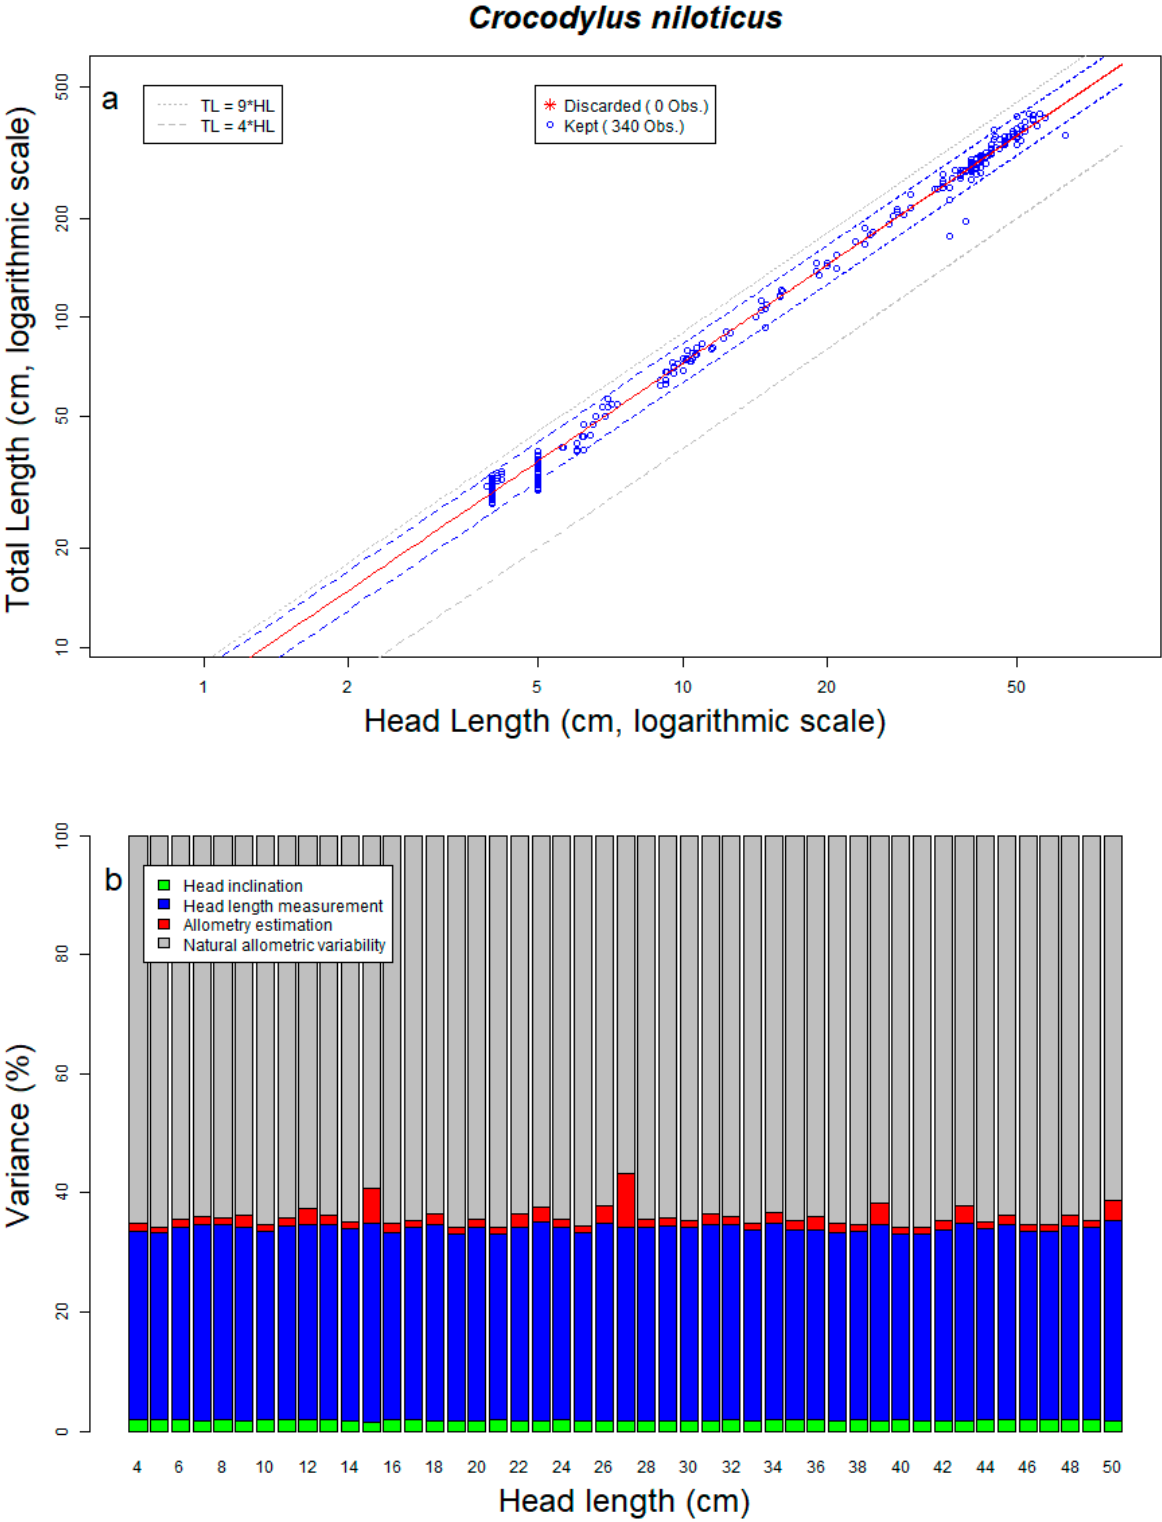 Crocodylus niloticus
a
TL = 9*HL
TL = 4*HL
Discarded ( 0 Obs.)
Kept ( 340 Obs.)
Total Length (cm, logarithmic scale)
500
200
100
50
20
10
1 2 5 10 20 50
Head Length (cm, logarithmic scale)
b
Head inclination
Head length measurement
Allometry estimation
Natural allometric variability
Variance (%)
100
80
60
40
20
0
4 6 8 10 12 14 16 18 20 22 24 26 28 30 32 34 36 38 40 42 44 46 48 50
Head length (cm)